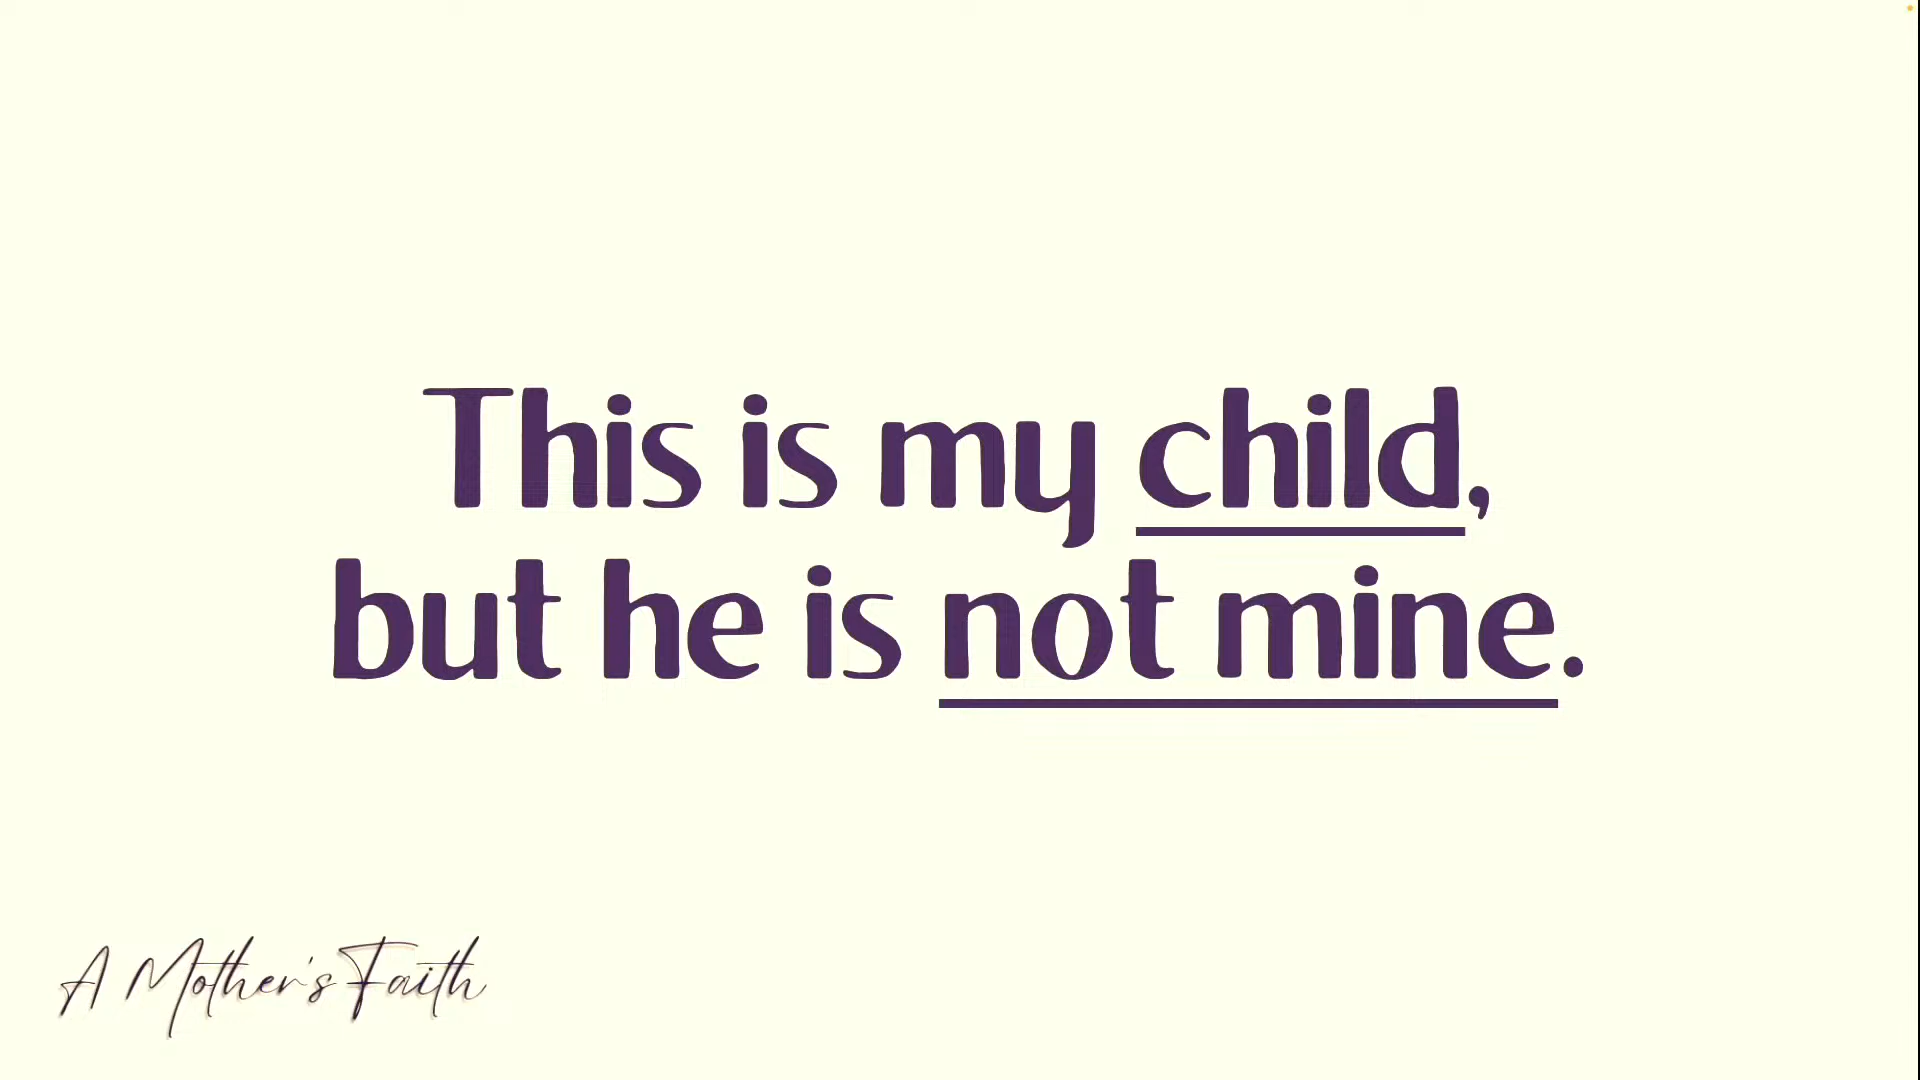 This is my child,
but he is not mine.
A Mother's Faith